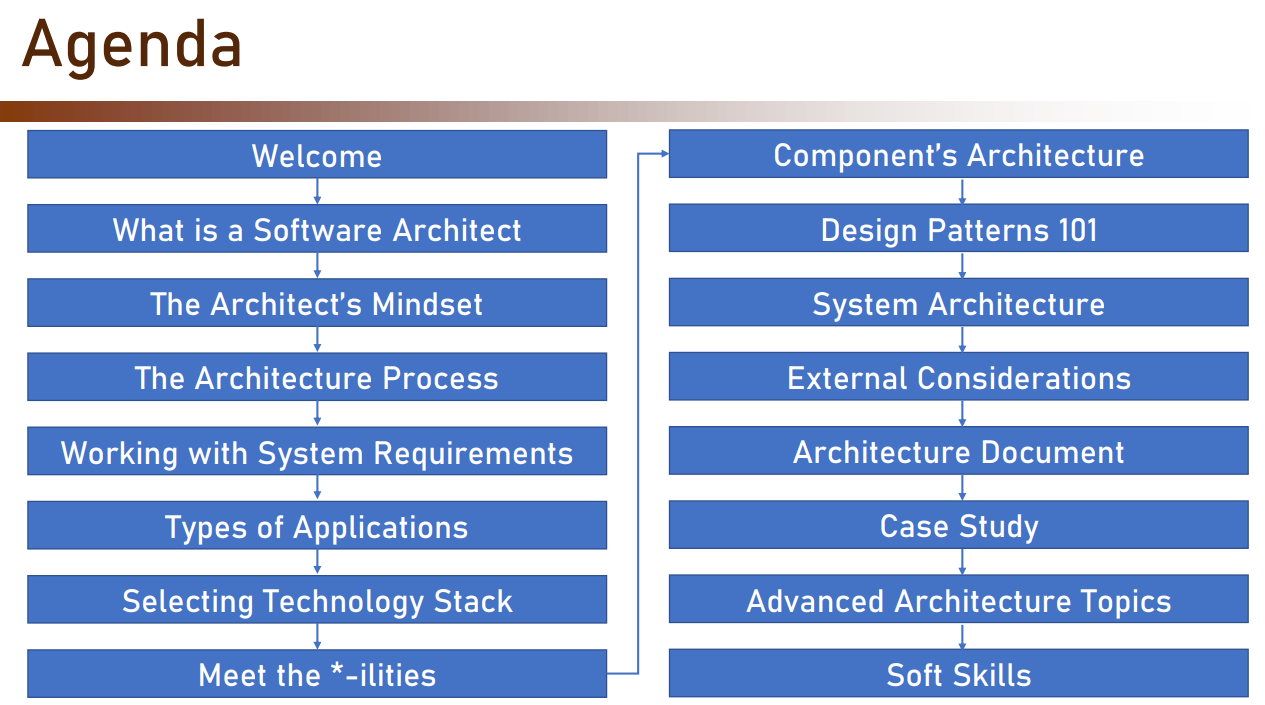 Agenda
Welcome
What is a Software Architect
The Architect's Mindset
The Architecture Process
Working with System Requirements
Types of Applications
Selecting Technology Stack
Meet the *-ilities
Component's Architecture
Design Patterns 101
System Architecture
External Considerations
Architecture Document
Case Study
Advanced Architecture Topics
Soft Skills